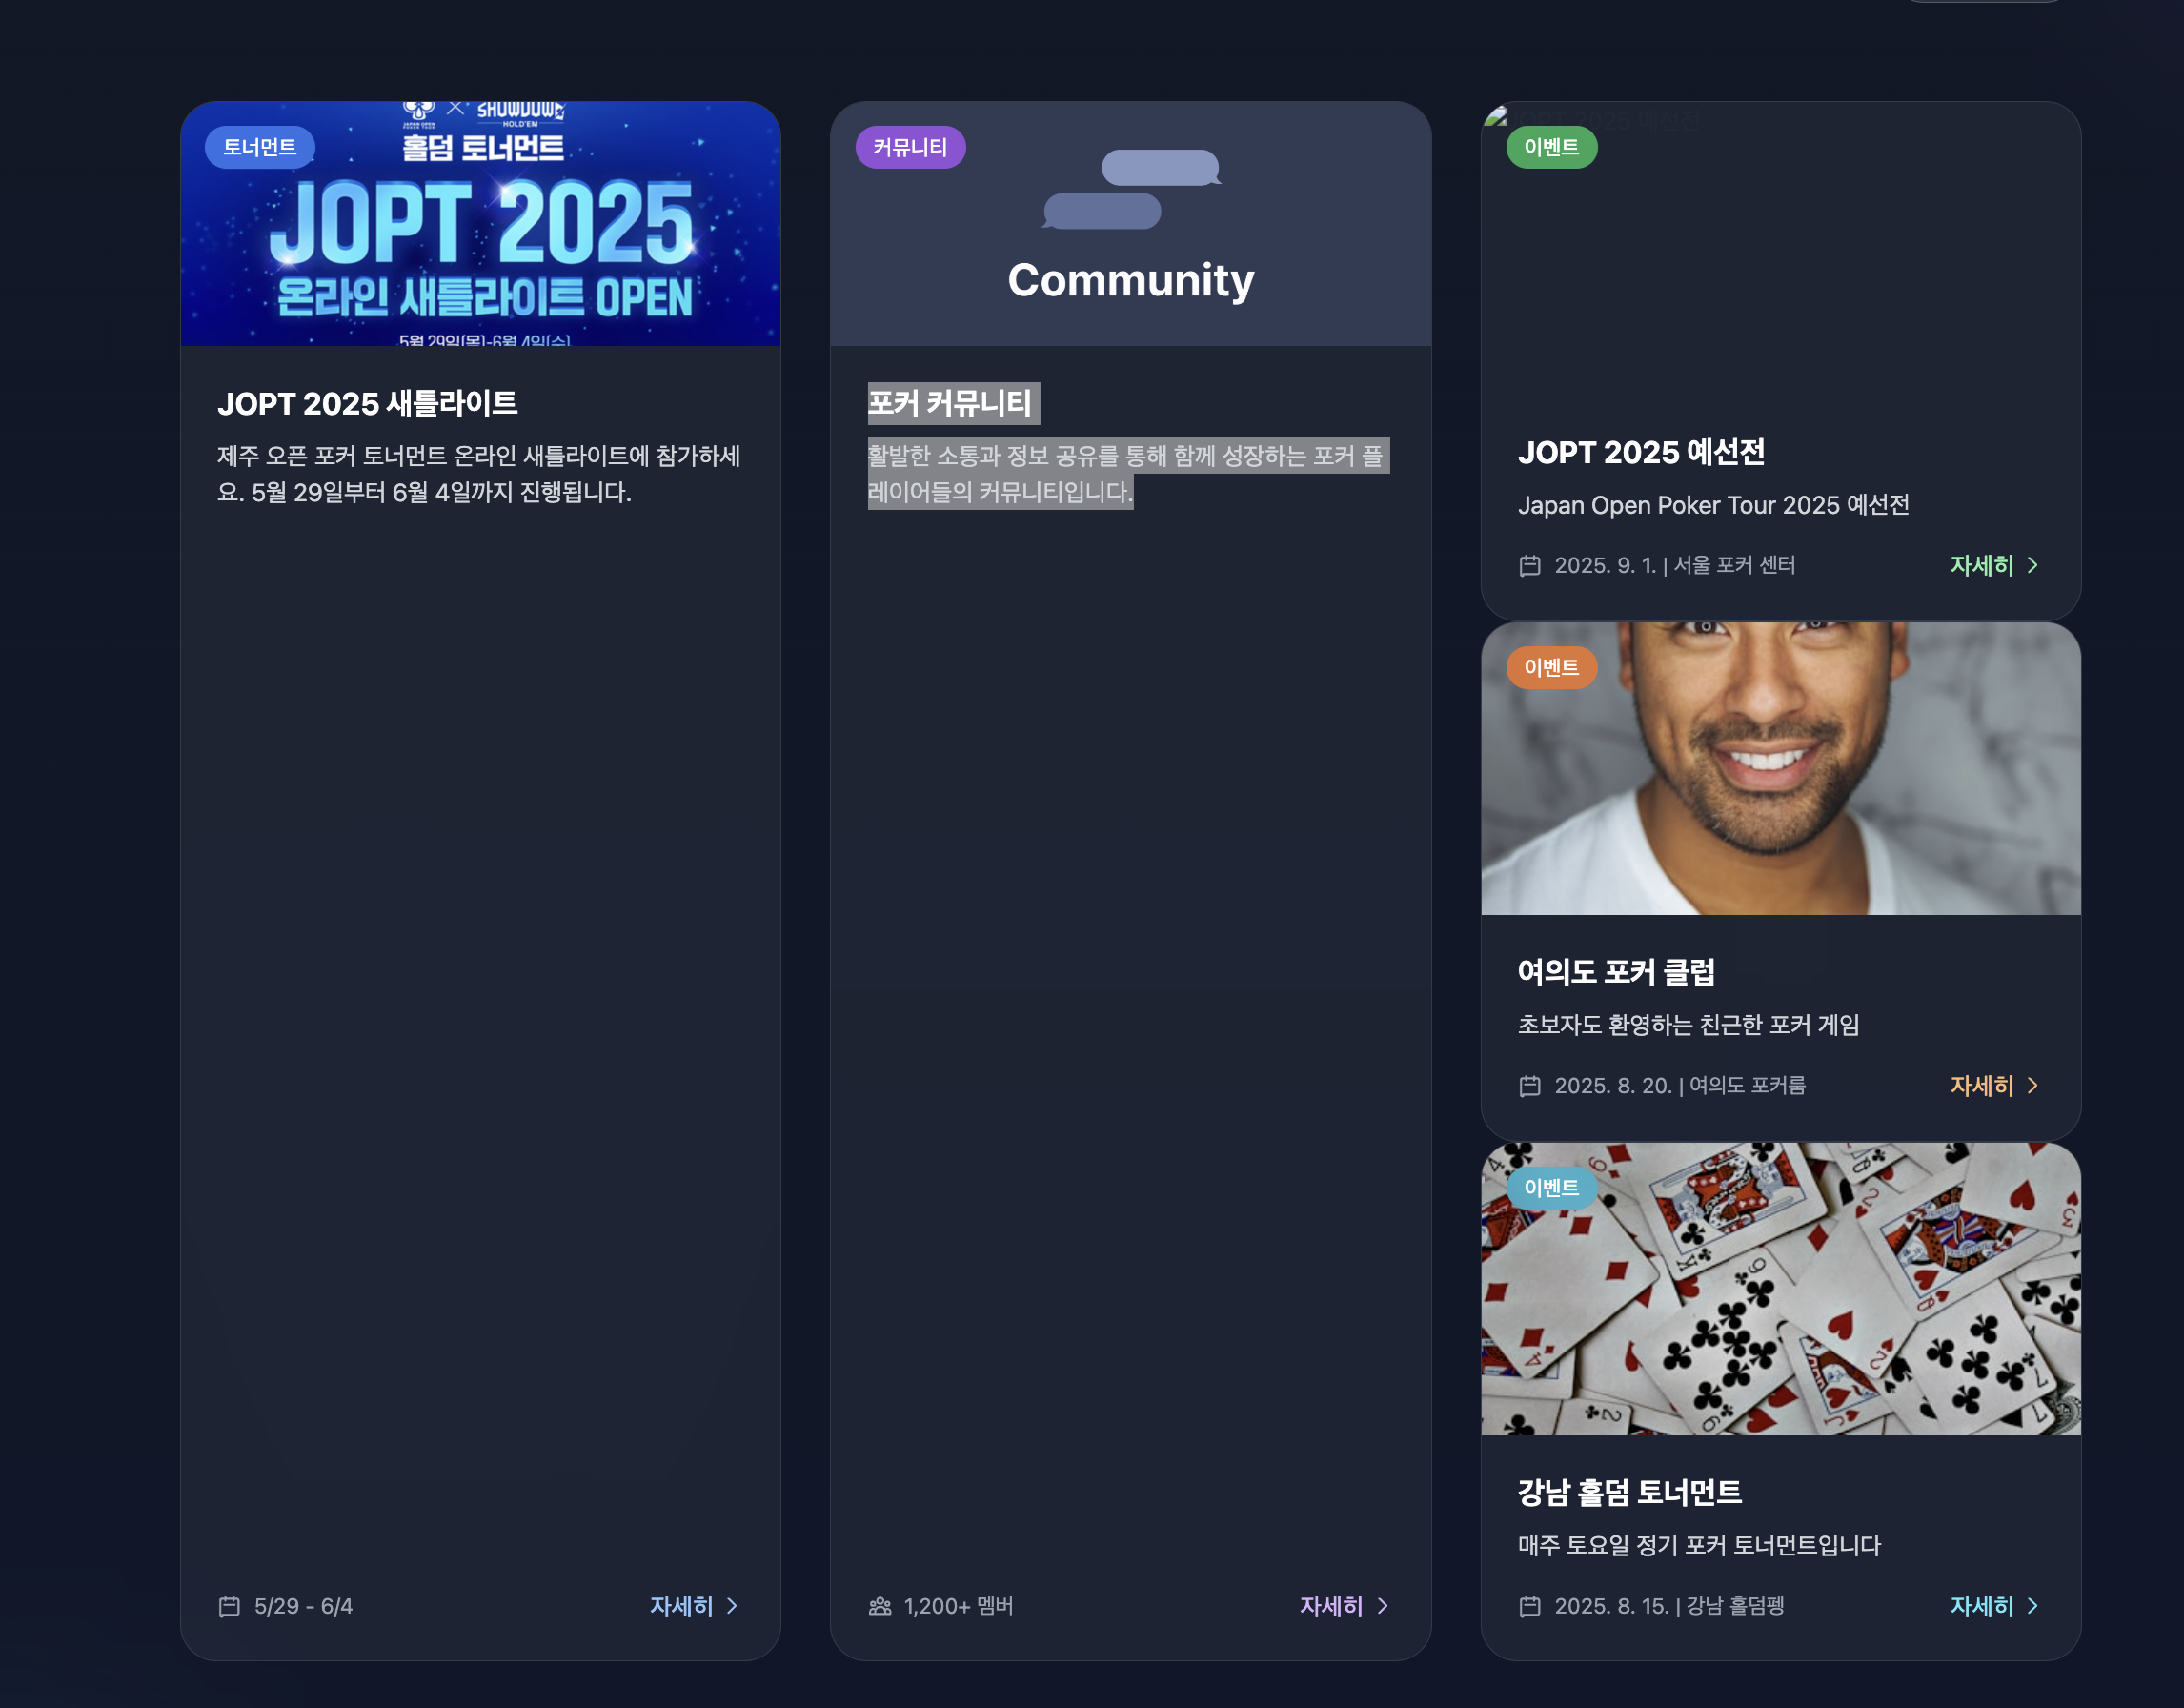 토너먼트
SHOWDOWN
HOLD'EM
홀덤 토너먼트
JOPT 2025
온라인 새틀라이트 OPEN
5월 29일(목)-6월 4일(수)
JOPT 2025 새틀라이트
제주 오픈 포커 토너먼트 온라인 새틀라이트에 참가하세
요. 5월 29일부터 6월 4일까지 진행됩니다.
5/29 - 6/4
자세히
커뮤니티
Community
포커 커뮤니티
활발한 소통과 정보 공유를 통해 함께 성장하는 포커 플
레이어들의 커뮤니티입니다.
1,200+ 멤버
자세히
JOPT 2025 예선전
이벤트
JOPT 2025 예선전
Japan Open Poker Tour 2025 예선전
2025. 9. 1. | 서울 포커 센터
자세히
이벤트
여의도 포커 클럽
초보자도 환영하는 친근한 포커 게임
2025. 8. 20. | 여의도 포커룸
자세히
이벤트
강남 홀덤 토너먼트
매주 토요일 정기 포커 토너먼트입니다
2025. 8. 15. | 강남 홀덤펭
자세히